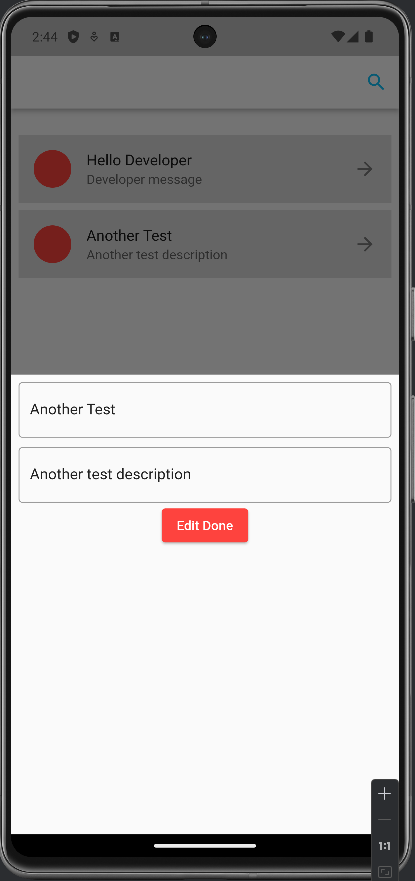 2:44
Hello Developer
Developer message
Another Test
Another test description
Another Test
Another test description
Edit Done
1:1